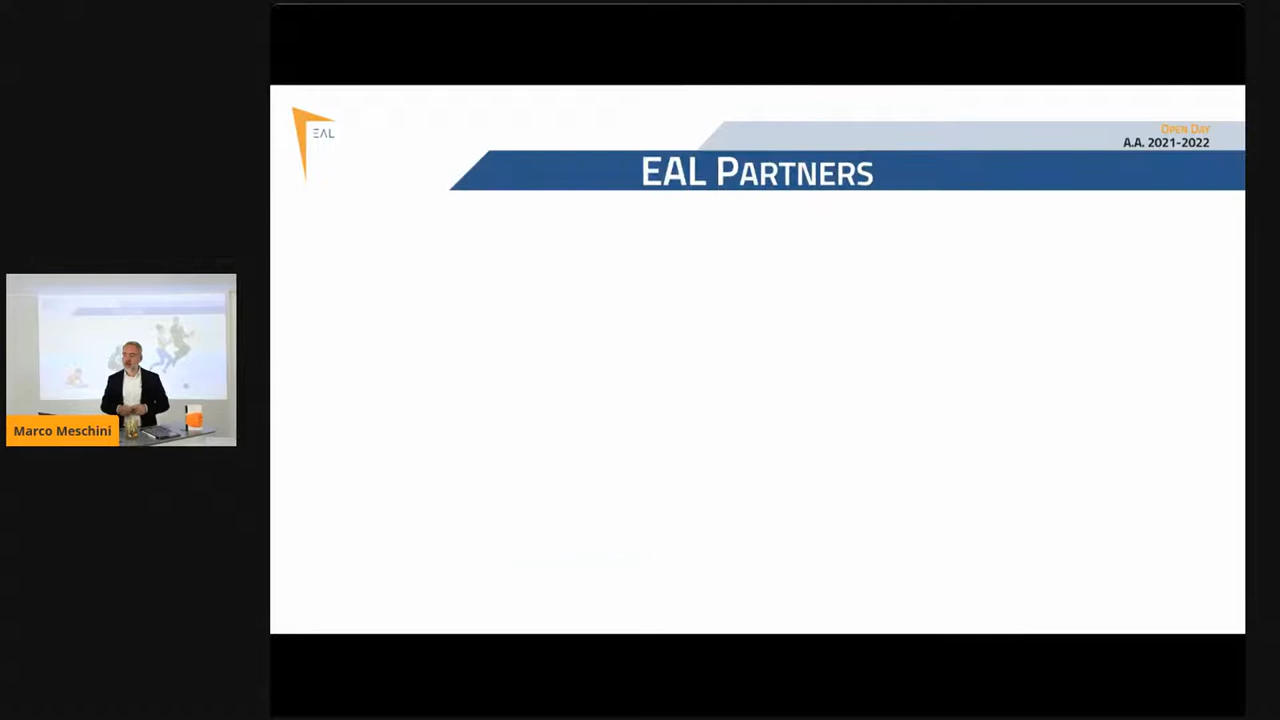 EAL
Open Day
A.A. 2021-2022
EAL Partners
Marco Meschini